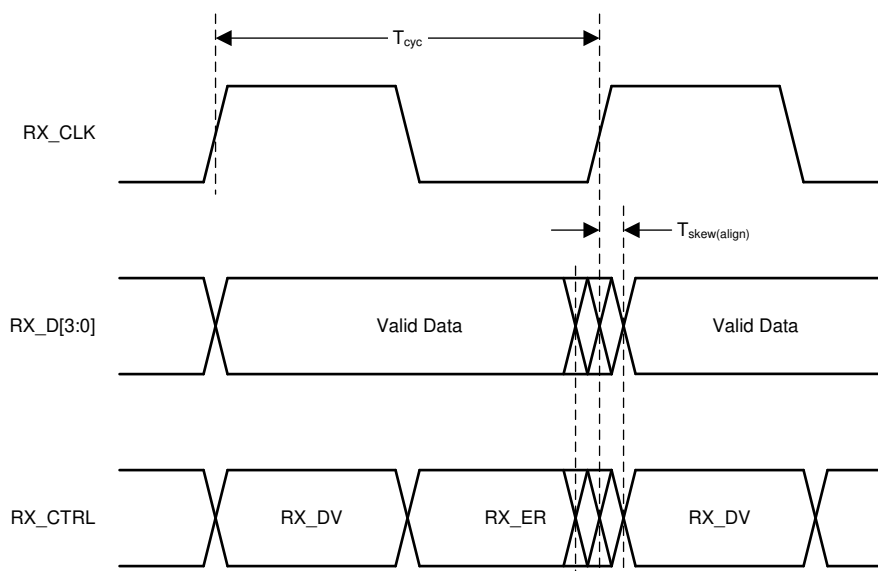 T_cyc
RX_CLK
T_skew(align)
RX_D[3:0]
Valid Data
Valid Data
RX_CTRL
RX_DV
RX_ER
RX_DV